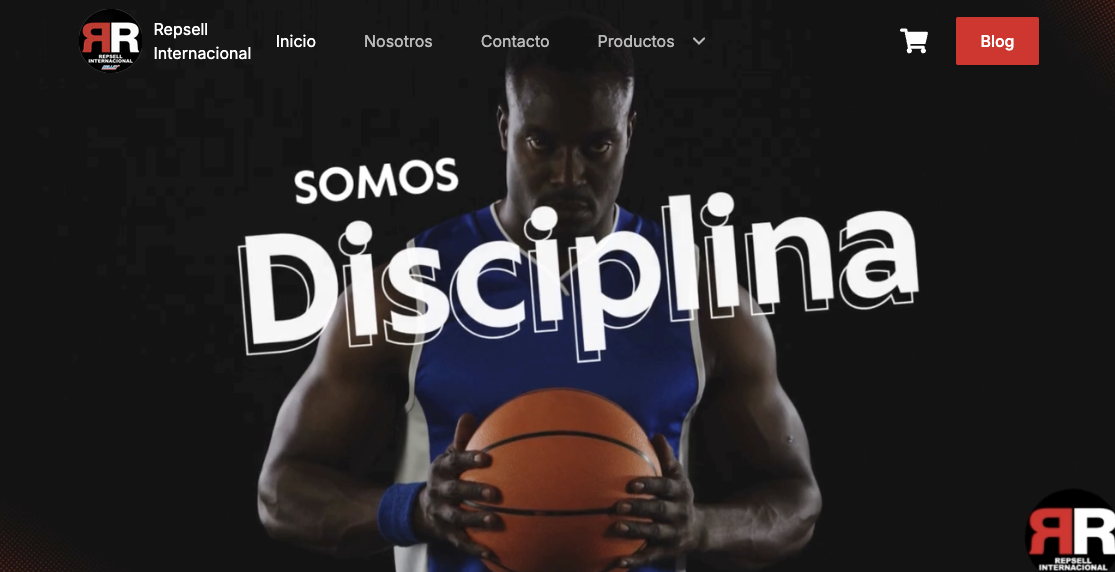 RR
REPSELL
INTERNACIONAL
Repsell
Internacional
Inicio
Nosotros
Contacto
Productos
Blog
SOMOS
Disciplina
RR
REPSELL
INTERNACIONAL